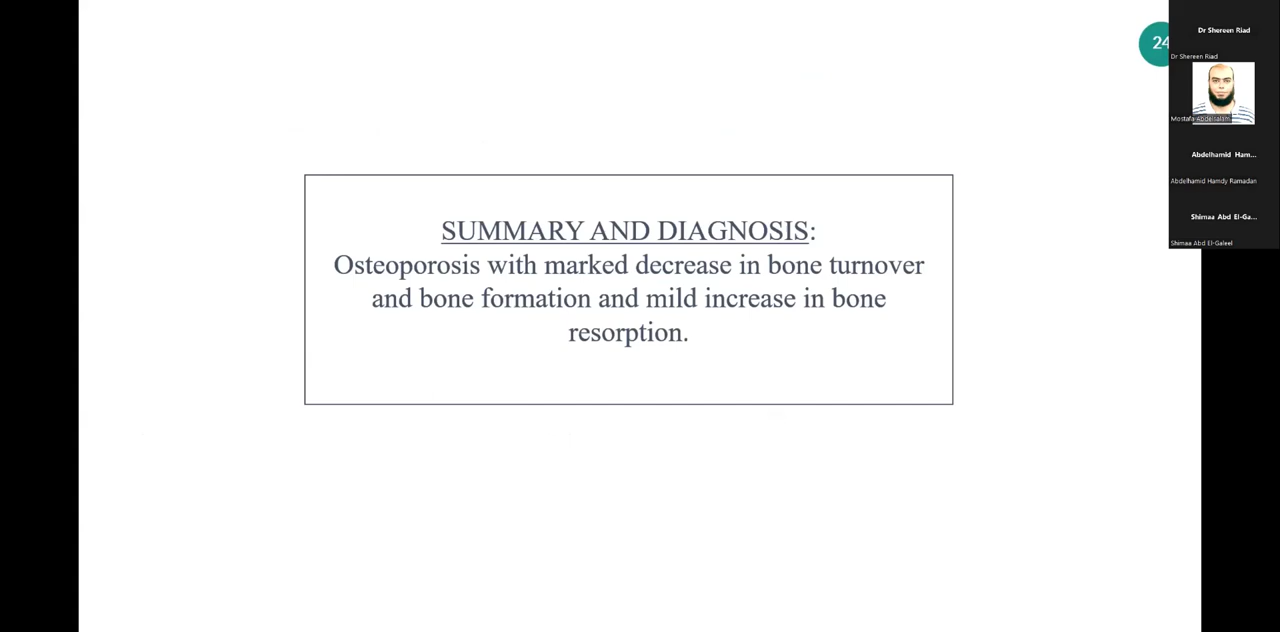 24
Dr Shereen Riad
Dr Shereen Riad
Mostafa Abdelsalam
Abdelhamid Ham...
Abdelhamid Hamdy Ramadan
Shimaa Abd El-Ga...
Shimaa Abd El-Galeel
SUMMARY AND DIAGNOSIS:
Osteoporosis with marked decrease in bone turnover
and bone formation and mild increase in bone
resorption.